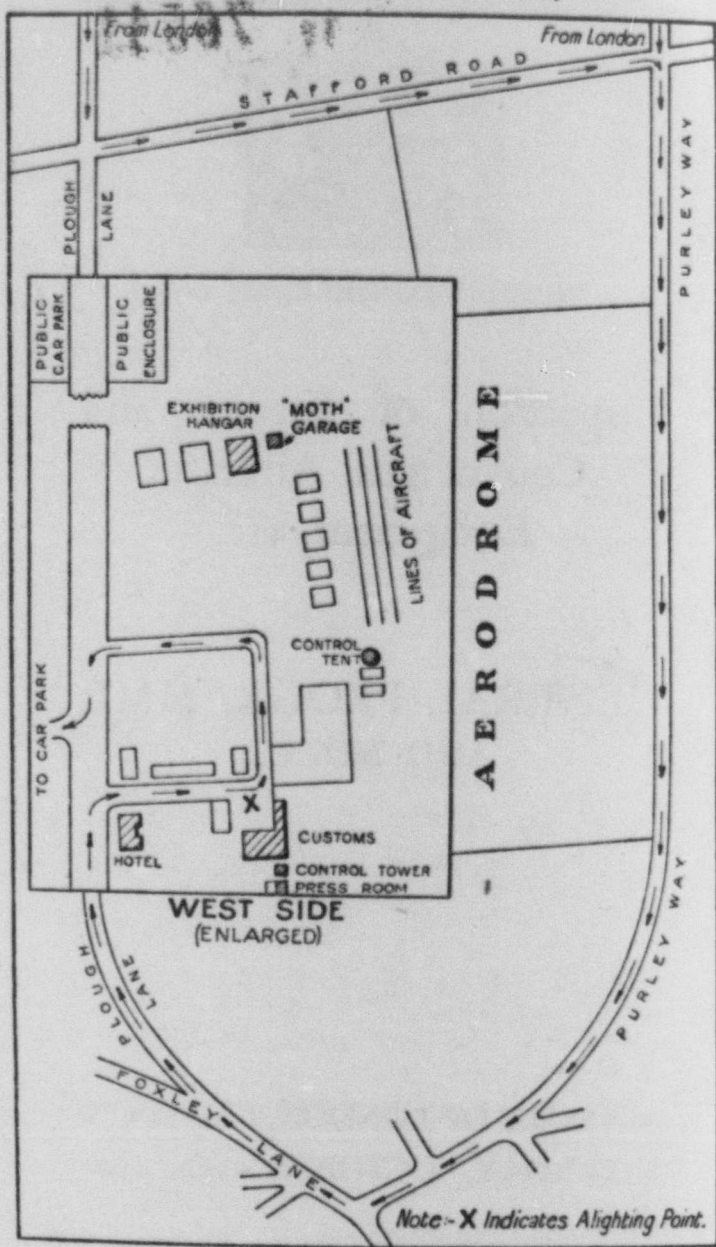 From London
From London
STAFFORD ROAD
PLOUGH LANE
PURLEY WAY
PUBLIC
CAR PARK
PUBLIC
ENCLOSURE
EXHIBITION
HANGAR
"MOTH"
GARAGE
LINES OF AIRCRAFT
AERODROME
CONTROL
TENT
TO CAR PARK
HOTEL
X
CUSTOMS
CONTROL TOWER
PRESS ROOM
WEST SIDE
(ENLARGED)
PLOUGH LANE
PURLEY WAY
FOXLEY LANE
Note:- X Indicates Alighting Point.